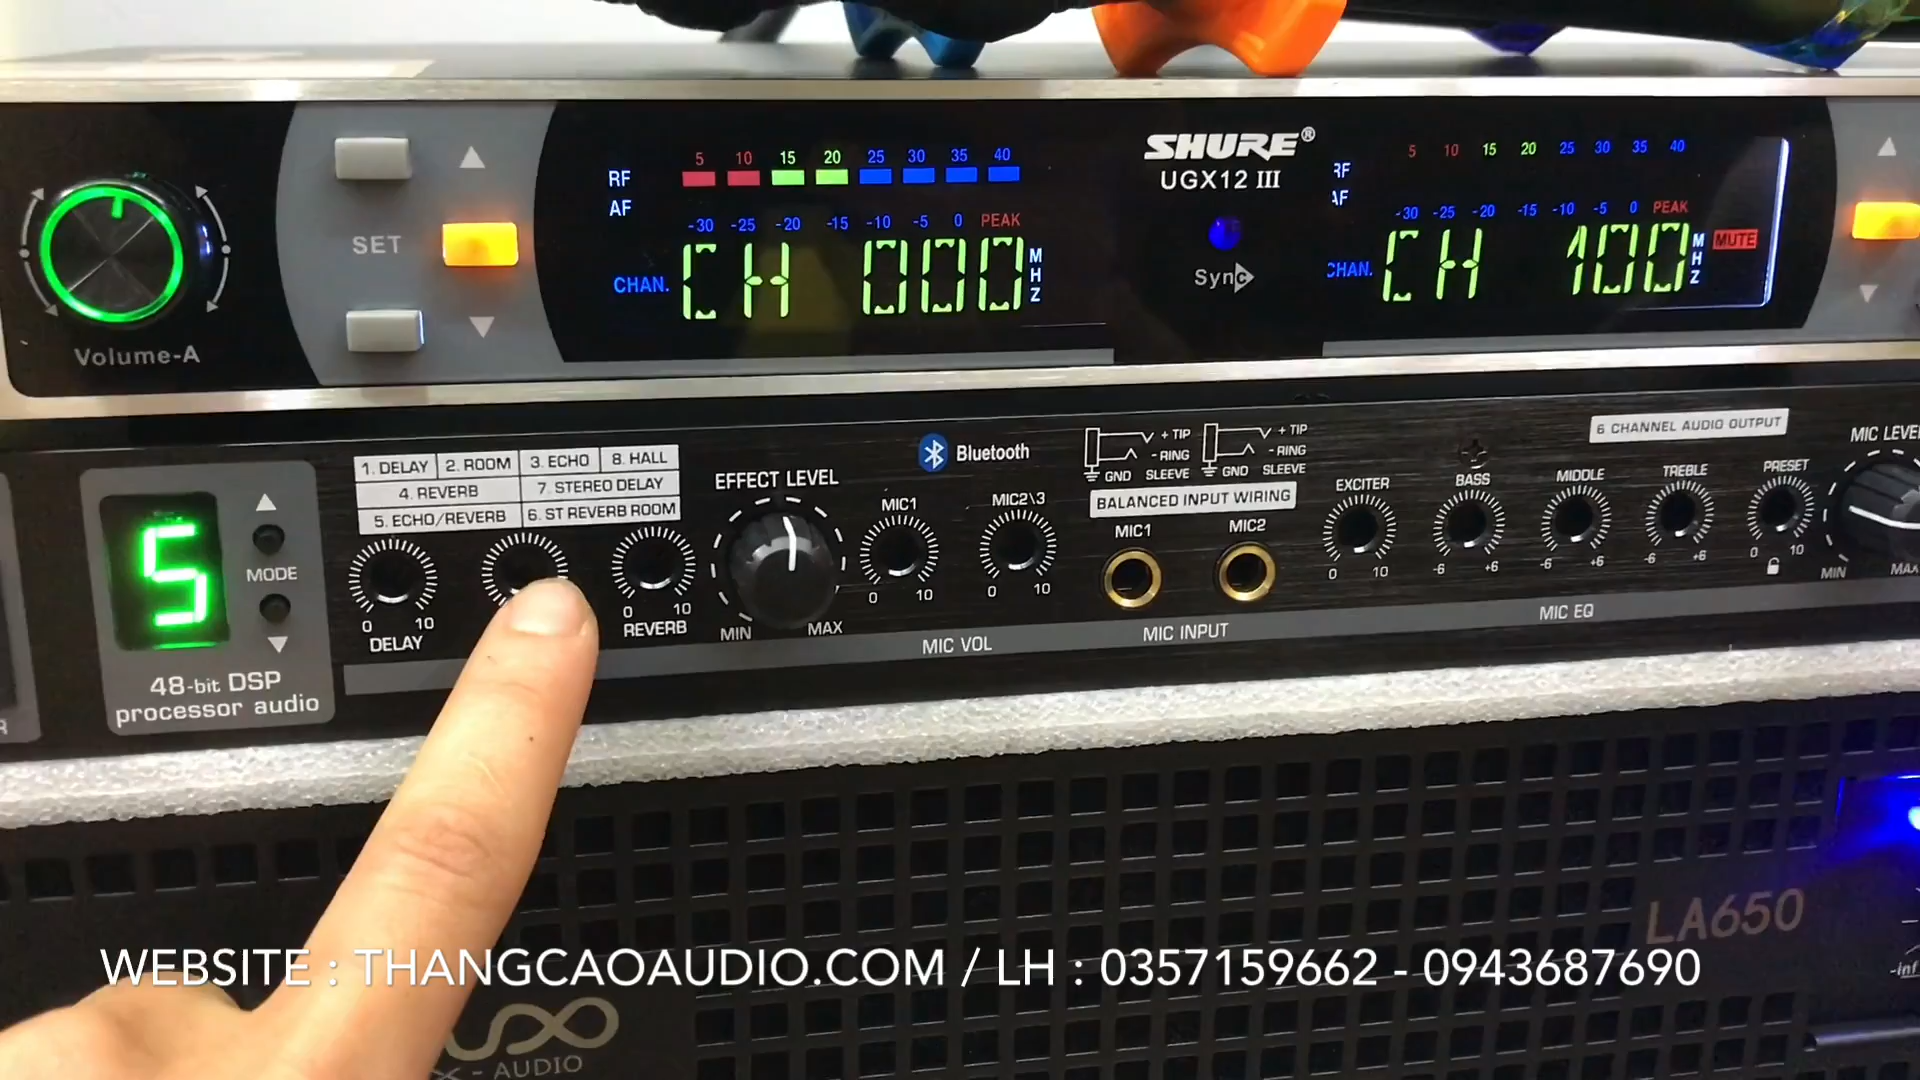 5 10 15 20 25 30 35 40
RF
AF
-30 -25 -20 -15 -10 -5 0 PEAK
CHAN. CH 000 MHZ
SET
Volume-A
SHURE®
UGX12 III
Sync
5 10 15 20 25 30 35 40
RF
AF
-30 -25 -20 -15 -10 -5 0 PEAK
CHAN. CH 100 MHZ MUTE
5
MODE
48-bit DSP
processor audio
1. DELAY 2. ROOM 3. ECHO 8. HALL
4. REVERB 7. STEREO DELAY
5. ECHO/REVERB 6. ST REVERB ROOM
0 10
DELAY
0 10
REVERB
EFFECT LEVEL
MIN MAX
Bluetooth
MIC1 MIC2\3
0 10 0 10
MIC VOL
+ TIP + TIP
- RING - RING
GND SLEEVE GND SLEEVE
BALANCED INPUT WIRING
MIC1 MIC2
MIC INPUT
6 CHANNEL AUDIO OUTPUT
EXCITER BASS MIDDLE TREBLE PRESET
0 10 -6 +6 -6 +6 -6 +6 0 10
MIC EQ
MIC LEVEL
MIN MAX
LA650
-inf
WEBSITE : THANGCAOAUDIO.COM / LH : 0357159662 - 0943687690
- AUDIO